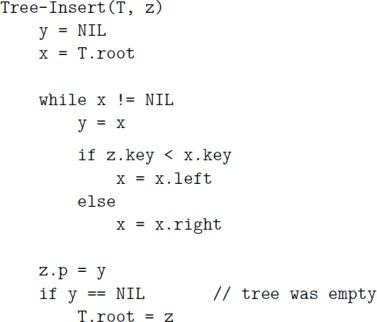 Tree-Insert(T, z)
y = NIL
x = T.root
while x != NIL
y = x
if z.key < x.key
x = x.left
else
x = x.right
z.p = y
if y == NIL // tree was empty
T.root = z